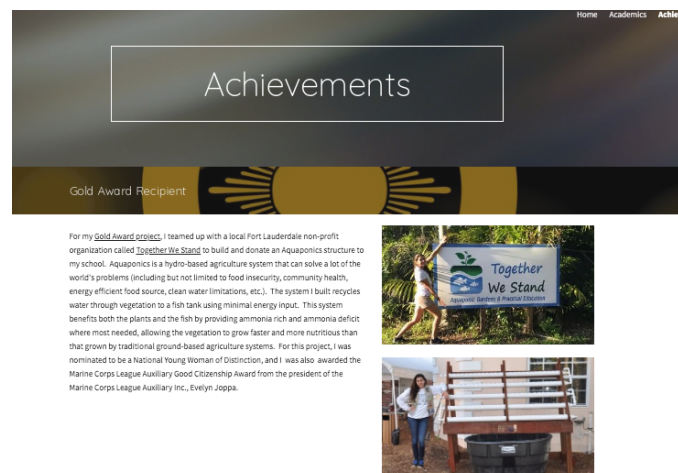 Home Academics Achie
Achievements
Gold Award Recipient
For my Gold Award project, I teamed up with a local Fort Lauderdale non-profit
organization called Together We Stand to build and donate an Aquaponics structure to
my school.  Aquaponics is a hydro-based agriculture system that can solve a lot of the
world's problems (including but not limited to food insecurity, community health,
energy efficient food source, clean water limitations, etc.).  The system I built recycles
water through vegetation to a fish tank using minimal energy input.  This system
benefits both the plants and the fish by providing ammonia rich and ammonia deficit
where most needed, allowing the vegetation to grow faster and more nutritious than
that grown by traditional ground-based agriculture systems.  For this project, I was
nominated to be a National Young Woman of Distinction, and I  was also  awarded the
Marine Corps League Auxiliary Good Citizenship Award from the president of the
Marine Corps League Auxiliary Inc., Evelyn Joppa.
Together
We Stand
Aquaponic Gardens & Practical Education